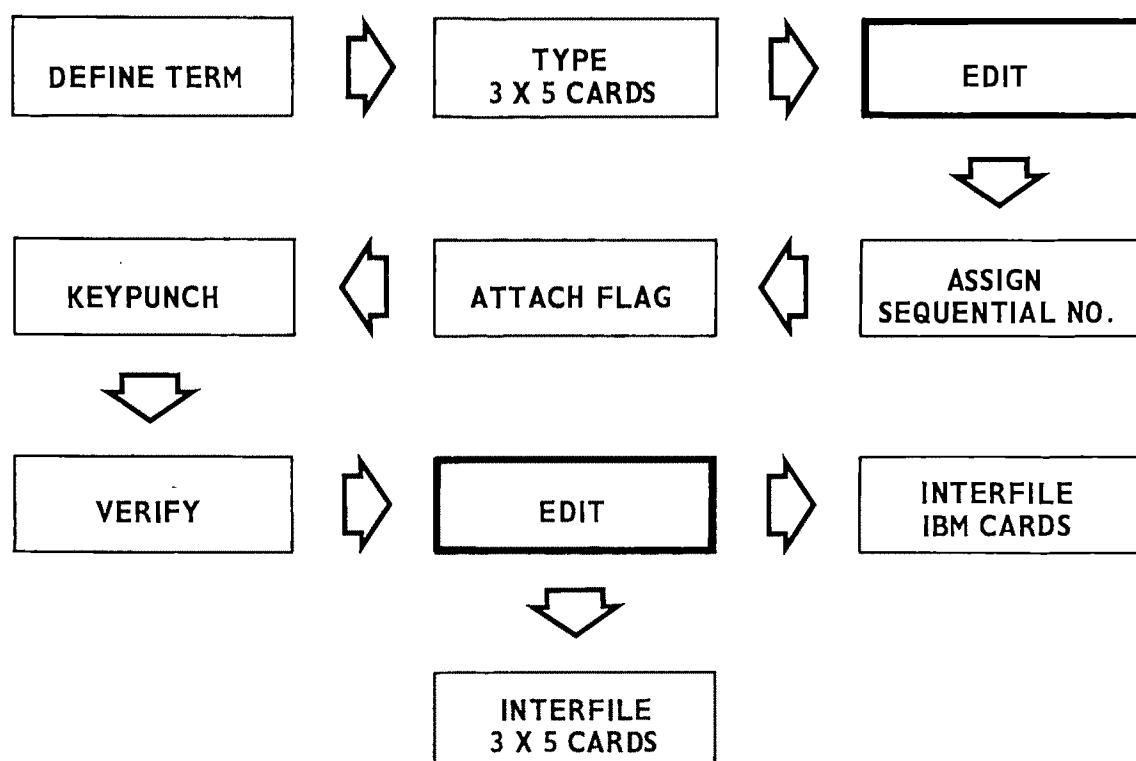 DEFINE TERM
TYPE
3 X 5 CARDS
EDIT
KEYPUNCH
ATTACH FLAG
ASSIGN
SEQUENTIAL NO.
VERIFY
EDIT
INTERFILE
IBM CARDS
INTERFILE
3 X 5 CARDS